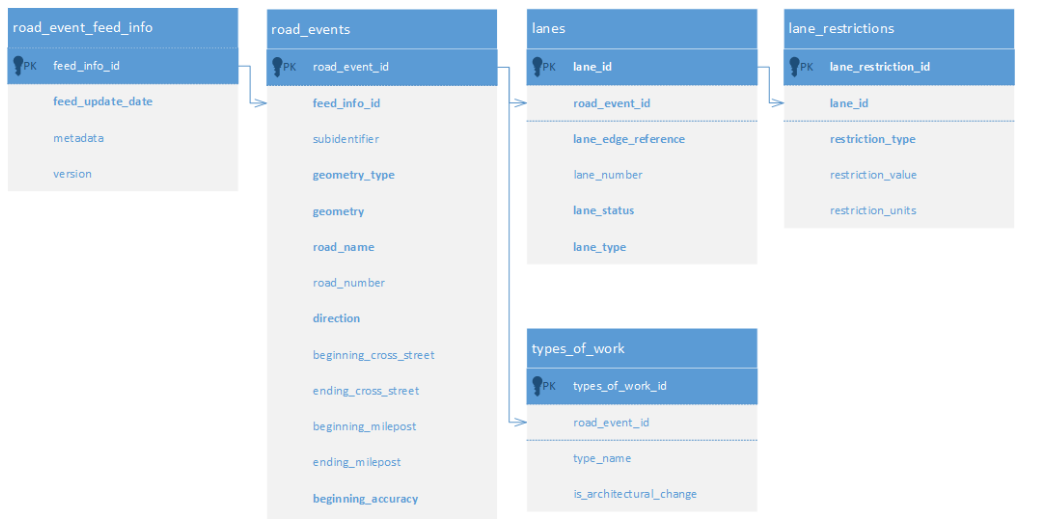 road_event_feed_info
PK feed_info_id
feed_update_date
metadata
version
road_events
PK road_event_id
feed_info_id
subidentifier
geometry_type
geometry
road_name
road_number
direction
beginning_cross_street
ending_cross_street
beginning_milepost
ending_milepost
beginning_accuracy
lanes
PK lane_id
road_event_id
lane_edge_reference
lane_number
lane_status
lane_type
types_of_work
PK types_of_work_id
road_event_id
type_name
is_architectural_change
lane_restrictions
PK lane_restriction_id
lane_id
restriction_type
restriction_value
restriction_units